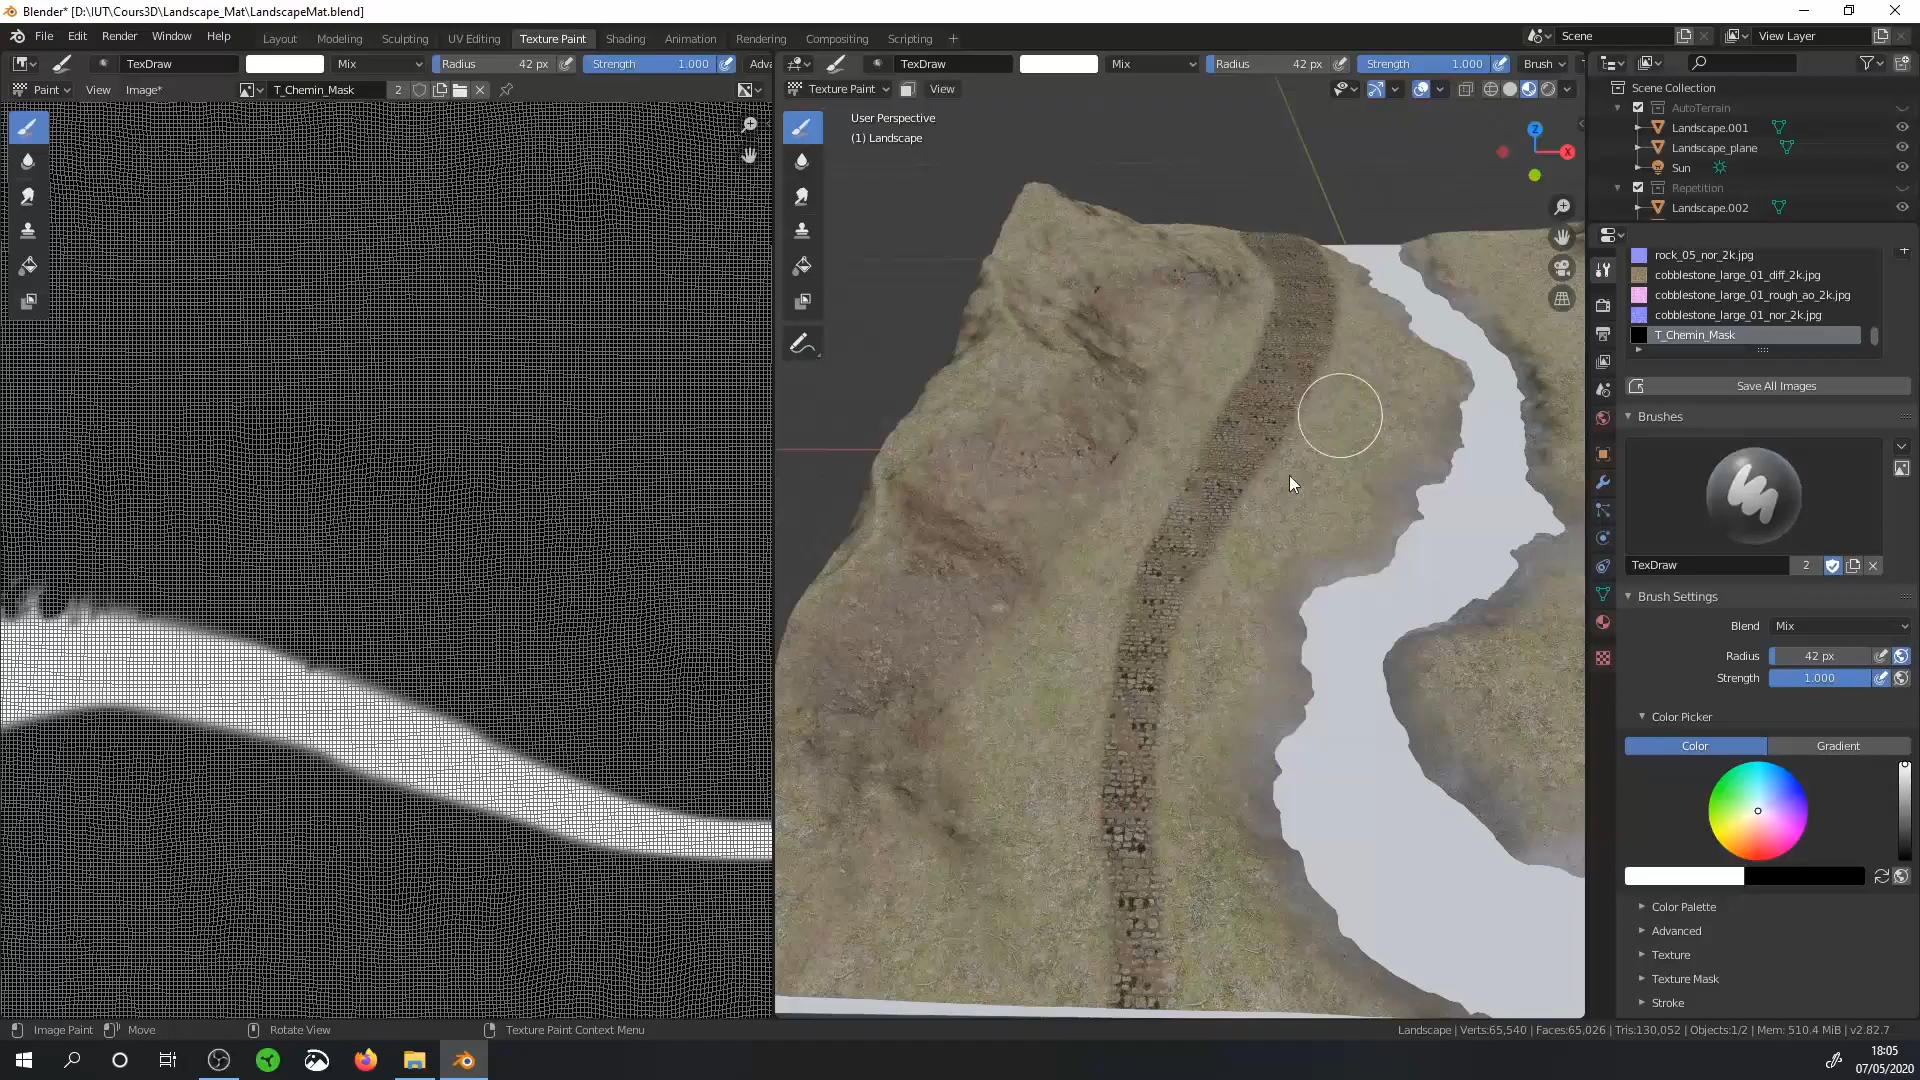 Blender* [D:\IUT\Cours3D\Landscape_Mat\LandscapeMat.blend]
File Edit Render Window Help
Layout Modeling Sculpting UV Editing Texture Paint Shading Animation Rendering Compositing Scripting
Scene
View Layer
TexDraw Mix Radius 42 px Strength 1.000 Adva
TexDraw Mix Radius 42 px Strength 1.000 Brush
Paint View Image* T_Chemin_Mask 2
Texture Paint View
User Perspective
(1) Landscape
Z
X
Scene Collection
AutoTerrain
Landscape.001
Landscape_plane
Sun
Repetition
Landscape.002
rock_05_nor_2k.jpg
cobblestone_large_01_diff_2k.jpg
cobblestone_large_01_rough_ao_2k.jpg
cobblestone_large_01_nor_2k.jpg
T_Chemin_Mask
Save All Images
Brushes
TexDraw 2
Brush Settings
Blend Mix
Radius 42 px
Strength 1.000
Color Picker
Color Gradient
Color Palette
Advanced
Texture
Texture Mask
Stroke
Image Paint Move Rotate View Texture Paint Context Menu
Landscape | Verts:65,540 | Faces:65,026 | Tris:130,052 | Objects:1/2 | Mem: 510.4 MiB | v2.82.7
18:05
07/05/2020